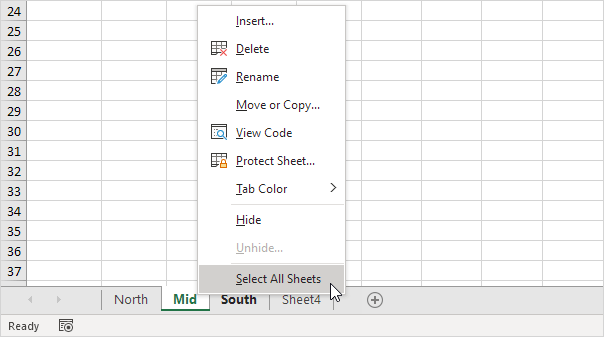 24
25
26
27
28
29
30
31
32
33
34
35
36
37
Insert...
Delete
Rename
Move or Copy...
View Code
Protect Sheet...
Tab Color
Hide
Unhide...
Select All Sheets
North Mid South Sheet4
Ready